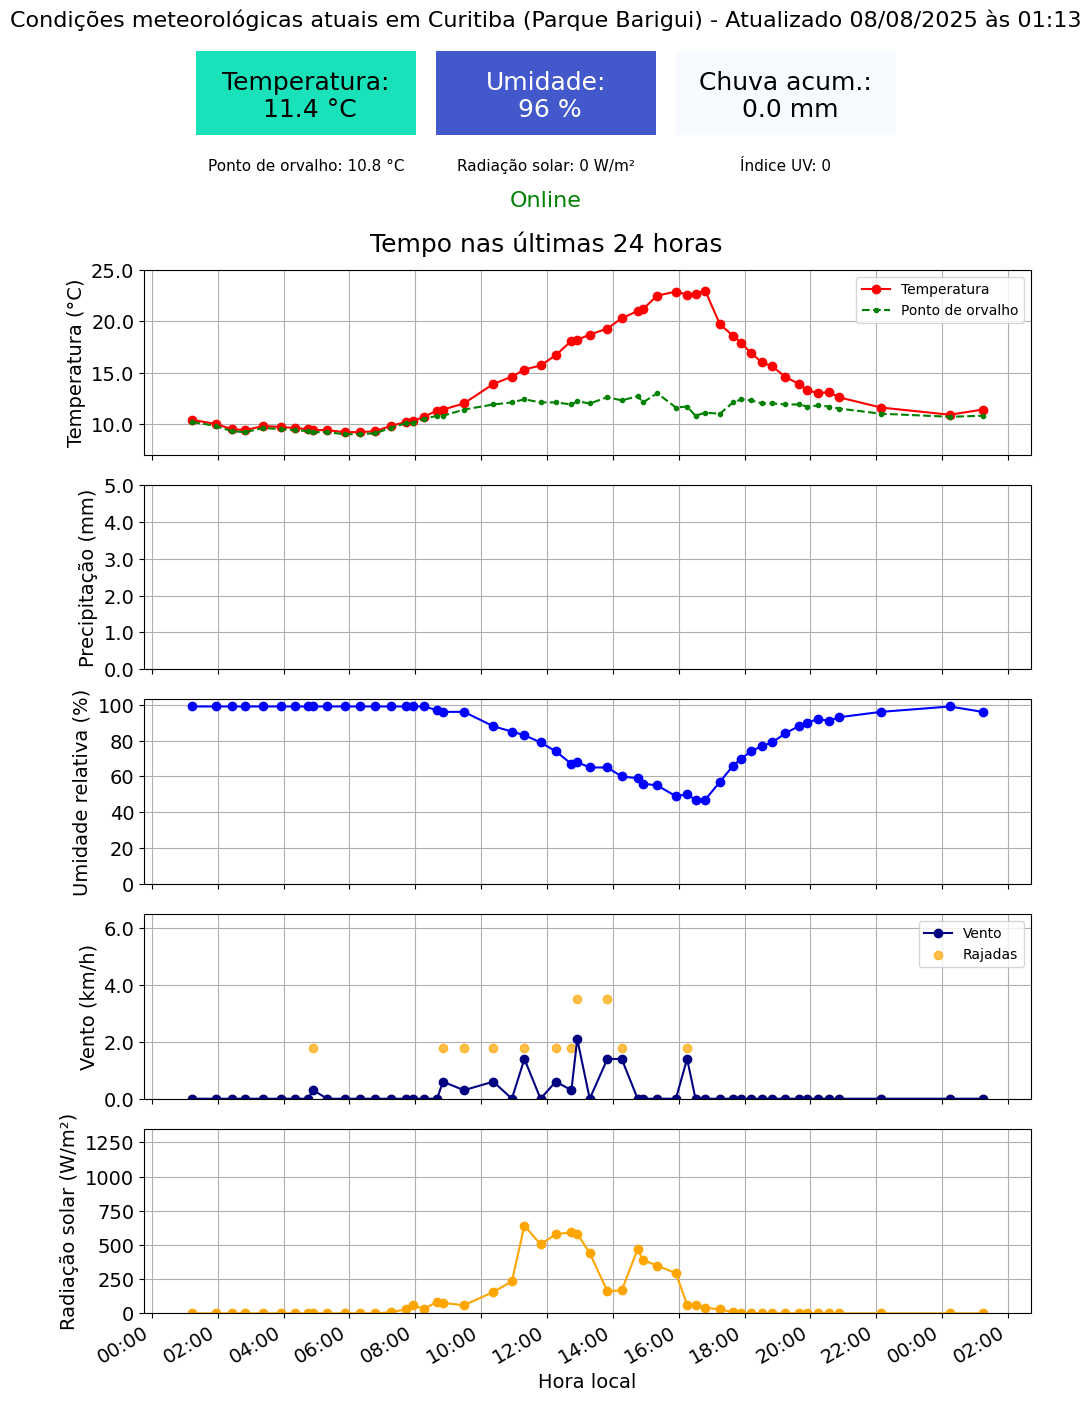 Condições meteorológicas atuais em Curitiba (Parque Barigui) - Atualizado 08/08/2025 às 01:13
Temperatura:
11.4 °C
Umidade:
96 %
Chuva acum.:
0.0 mm
Ponto de orvalho: 10.8 °C
Radiação solar: 0 W/m²
Índice UV: 0
Online
Tempo nas últimas 24 horas
Temperatura (°C)
25.0
20.0
15.0
10.0
Temperatura
Ponto de orvalho
Precipitação (mm)
5.0
4.0
3.0
2.0
1.0
0.0
Umidade relativa (%)
100
80
60
40
20
0
Vento (km/h)
6.0
4.0
2.0
0.0
Vento
Rajadas
Radiação solar (W/m²)
1250
1000
750
500
250
0
00:00 02:00 04:00 06:00 08:00 10:00 12:00 14:00 16:00 18:00 20:00 22:00 00:00 02:00
Hora local